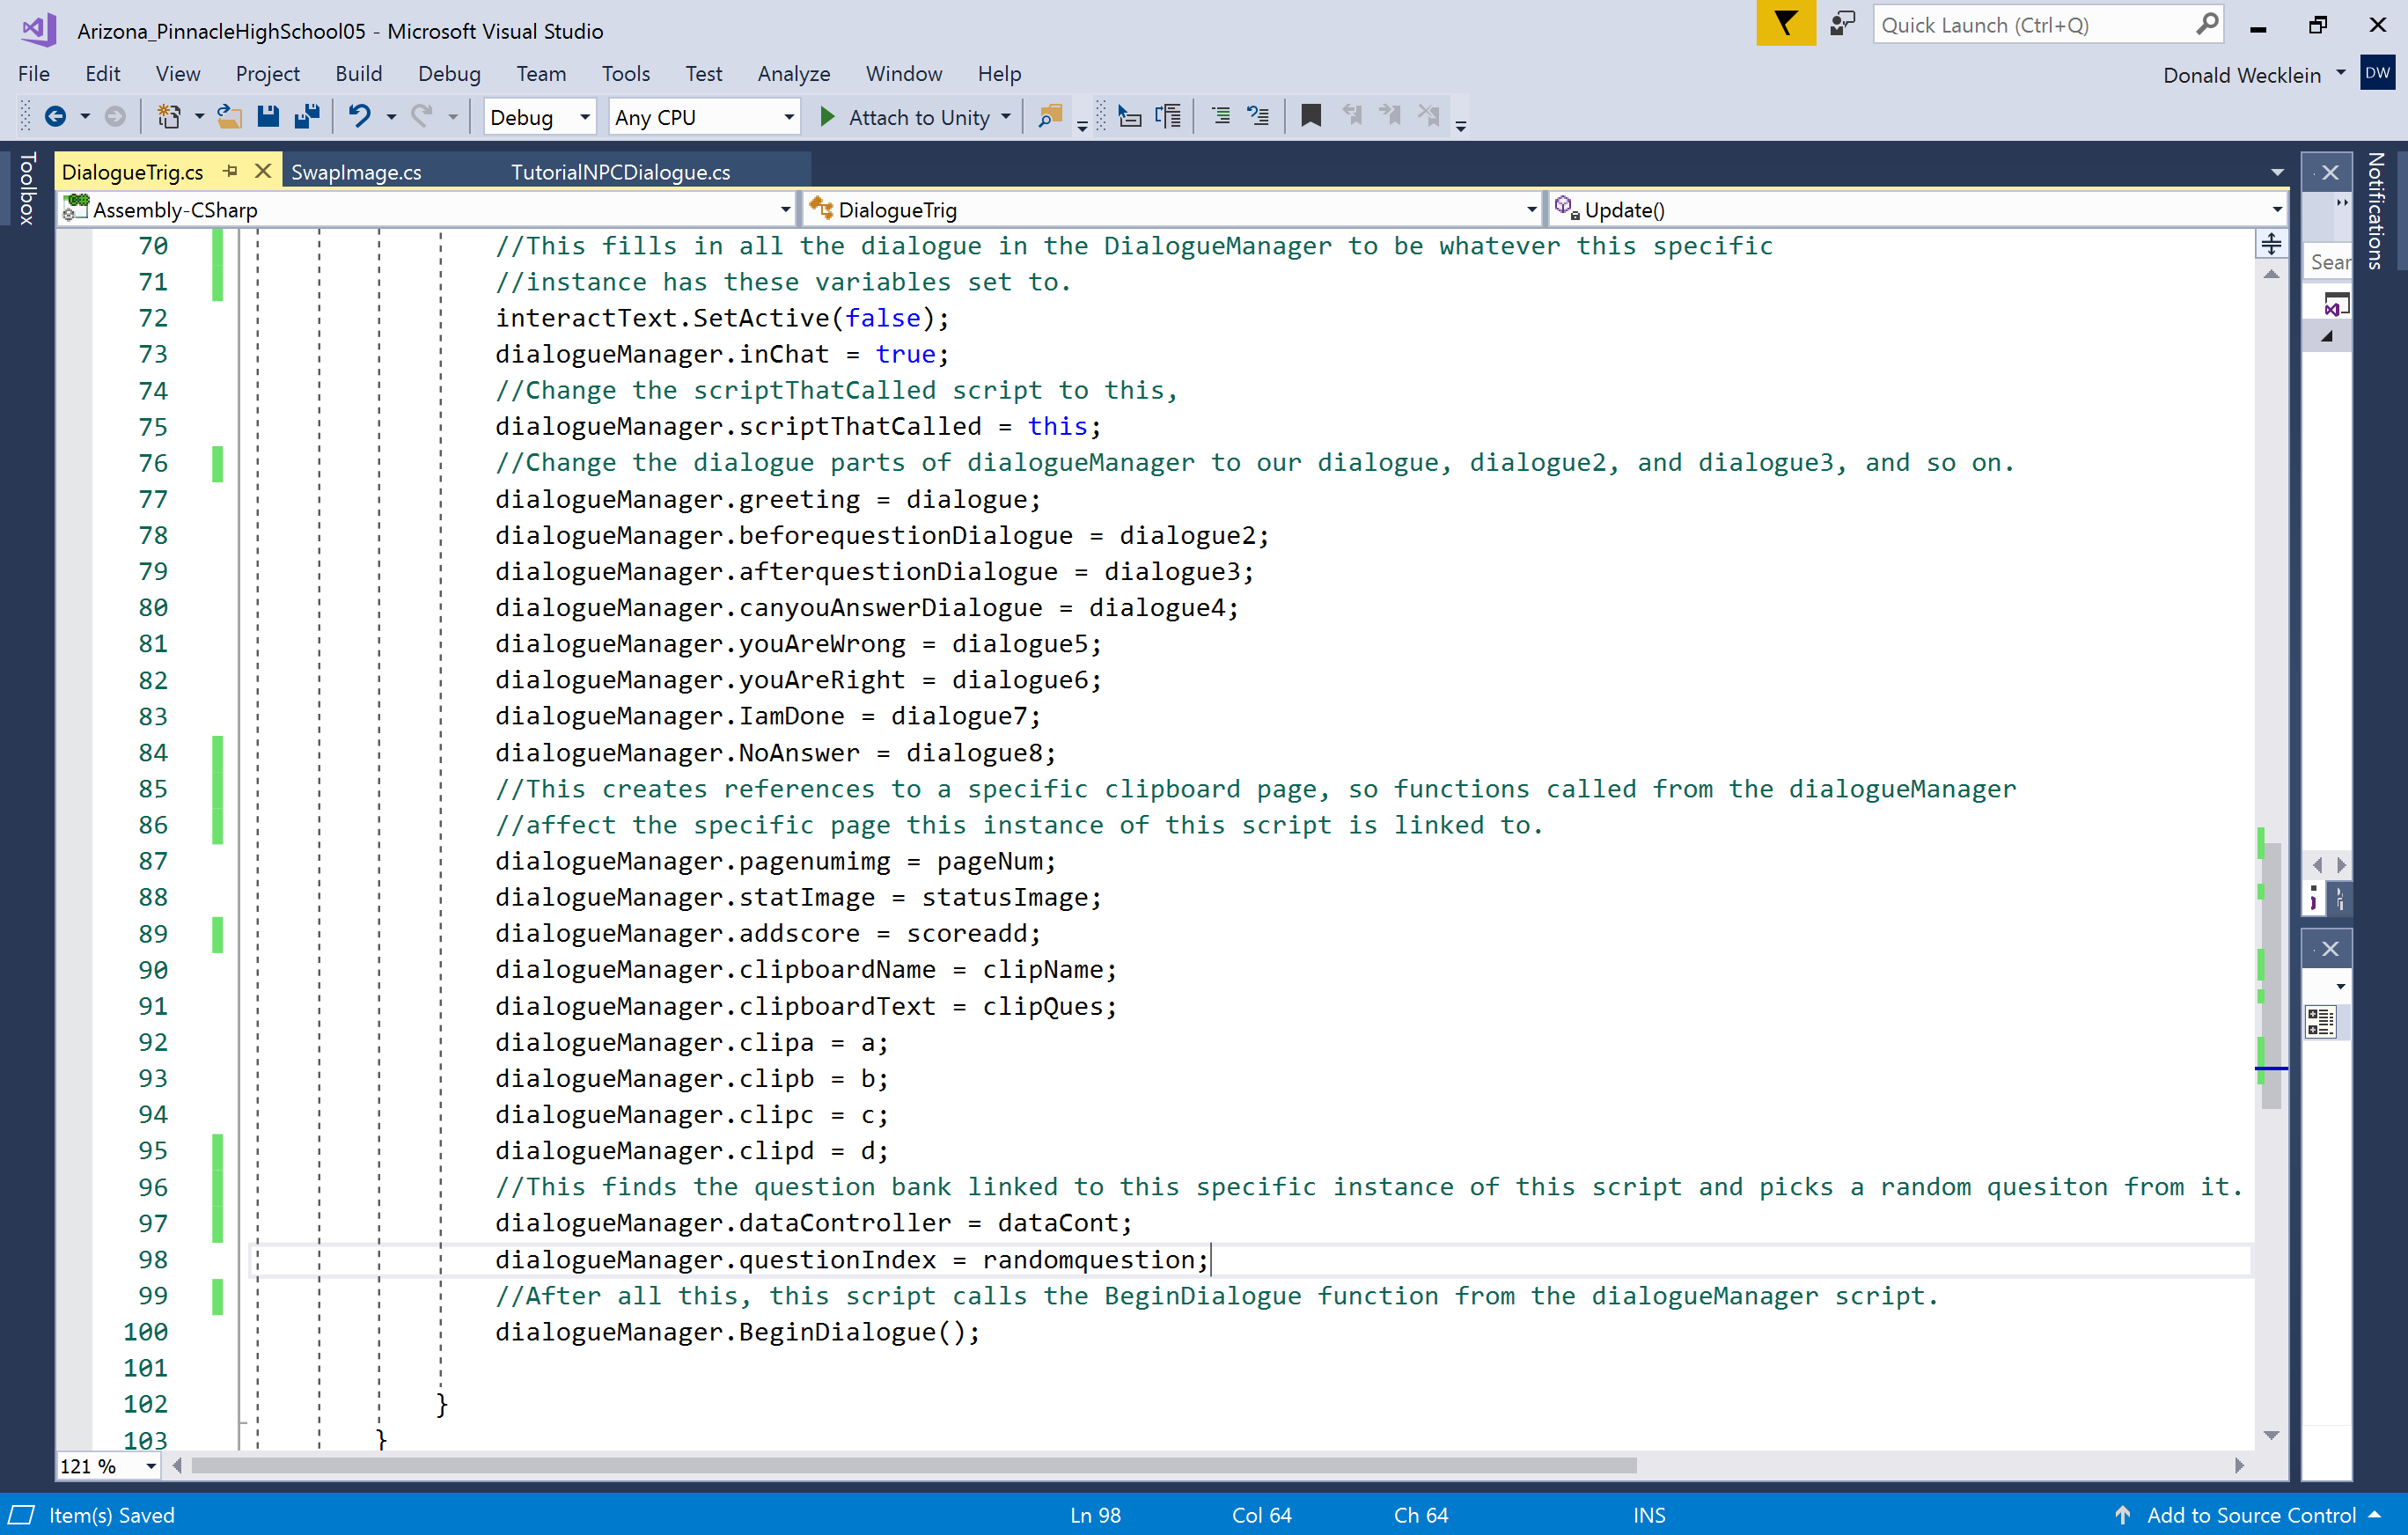 Arizona_PinnacleHighSchool05 - Microsoft Visual Studio
Quick Launch (Ctrl+Q)
File Edit View Project Build Debug Team Tools Test Analyze Window Help
Donald Wecklein DW
Debug Any CPU Attach to Unity
Toolbox
DialogueTrig.cs SwapImage.cs TutorialNPCDialogue.cs
Notifications
Assembly-CSharp DialogueTrig Update()
Sear
70 //This fills in all the dialogue in the DialogueManager to be whatever this specific
71 //instance has these variables set to.
72 interactText.SetActive(false);
73 dialogueManager.inChat = true;
74 //Change the scriptThatCalled script to this,
75 dialogueManager.scriptThatCalled = this;
76 //Change the dialogue parts of dialogueManager to our dialogue, dialogue2, and dialogue3, and so on.
77 dialogueManager.greeting = dialogue;
78 dialogueManager.beforequestionDialogue = dialogue2;
79 dialogueManager.afterquestionDialogue = dialogue3;
80 dialogueManager.canyouAnswerDialogue = dialogue4;
81 dialogueManager.youAreWrong = dialogue5;
82 dialogueManager.youAreRight = dialogue6;
83 dialogueManager.IamDone = dialogue7;
84 dialogueManager.NoAnswer = dialogue8;
85 //This creates references to a specific clipboard page, so functions called from the dialogueManager
86 //affect the specific page this instance of this script is linked to.
87 dialogueManager.pagenumimg = pageNum;
88 dialogueManager.statImage = statusImage;
89 dialogueManager.addscore = scoreadd;
90 dialogueManager.clipboardName = clipName;
91 dialogueManager.clipboardText = clipQues;
92 dialogueManager.clipa = a;
93 dialogueManager.clipb = b;
94 dialogueManager.clipc = c;
95 dialogueManager.clipd = d;
96 //This finds the question bank linked to this specific instance of this script and picks a random quesiton from it.
97 dialogueManager.dataController = dataCont;
98 dialogueManager.questionIndex = randomquestion;
99 //After all this, this script calls the BeginDialogue function from the dialogueManager script.
100 dialogueManager.BeginDialogue();
101
102 }
103 }
121 %
Item(s) Saved Ln 98 Col 64 Ch 64 INS Add to Source Control